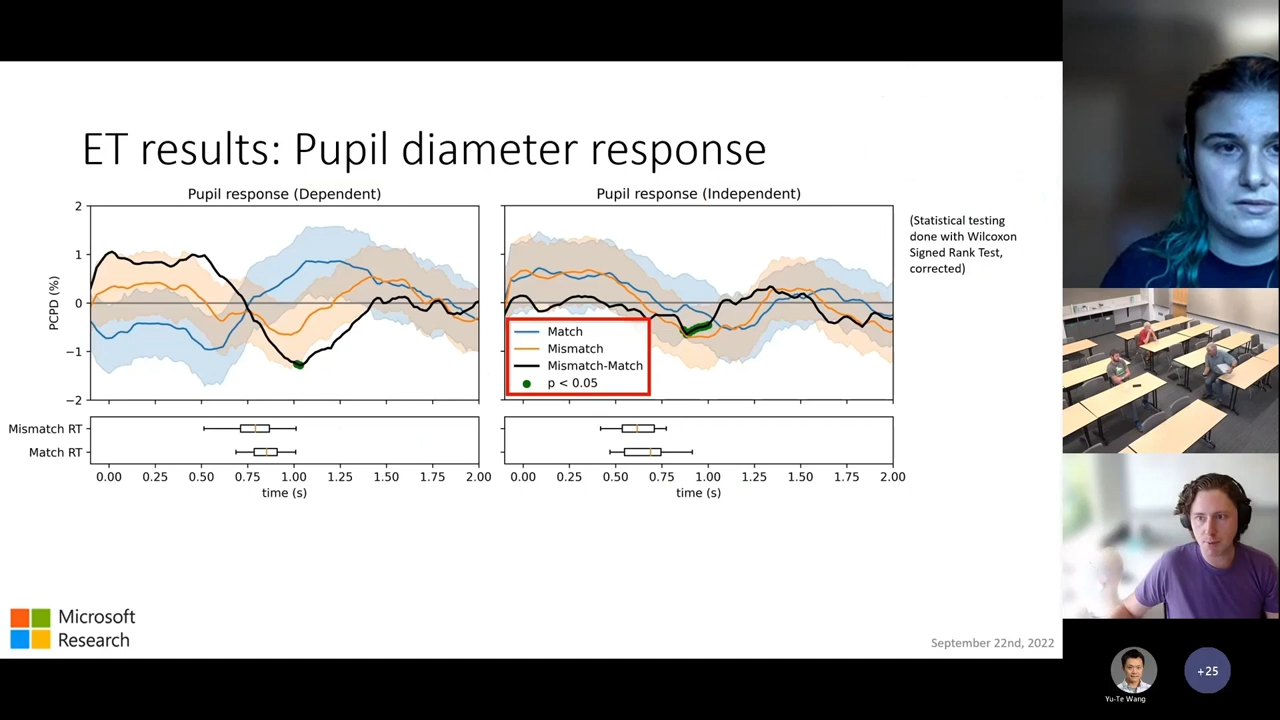 ET results: Pupil diameter response
Pupil response (Dependent)
Pupil response (Independent)
2
1
0
−1
−2
PCPD (%)
Match
Mismatch
Mismatch-Match
p < 0.05
(Statistical testing
done with Wilcoxon
Signed Rank Test,
corrected)
Mismatch RT
Match RT
0.00 0.25 0.50 0.75 1.00 1.25 1.50 1.75 2.00
time (s)
0.00 0.25 0.50 0.75 1.00 1.25 1.50 1.75 2.00
time (s)
Microsoft
Research
September 22nd, 2022
Yu-Te Wang
+25